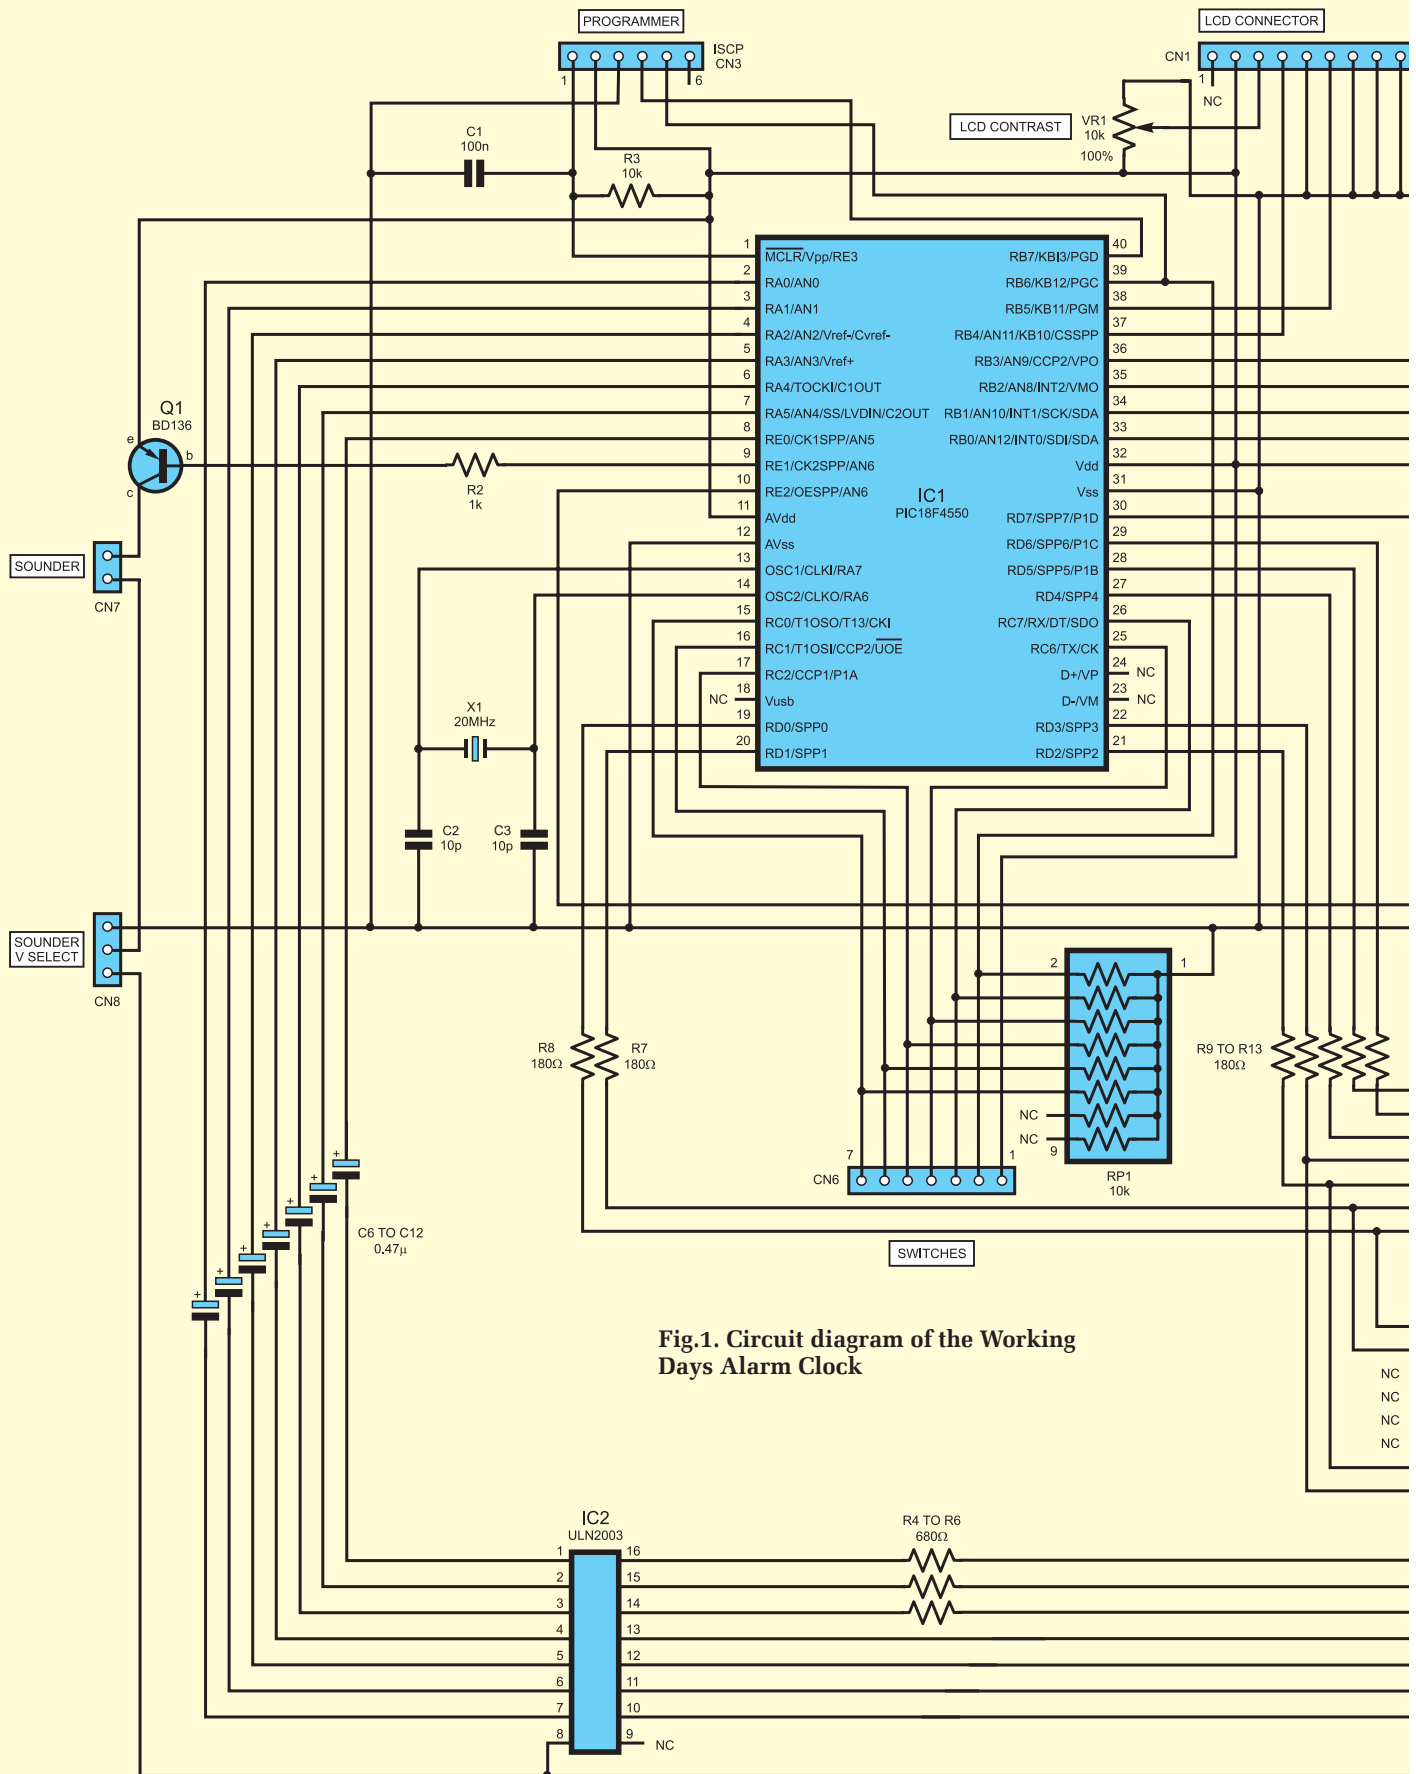 PROGRAMMER
LCD CONNECTOR
ISCP
CN3
CN1
1
6
1
NC
LCD CONTRAST
VR1
10k
100%
C1
100n
R3
10k
1
2
3
4
5
6
7
8
9
10
11
12
13
14
15
16
17
18
19
20
MCLR/Vpp/RE3
RA0/AN0
RA1/AN1
RA2/AN2/Vref-/Cvref-
RA3/AN3/Vref+
RA4/TOCKI/C1OUT
RA5/AN4/SS/LVDIN/C2OUT
RE0/CK1SPP/AN5
RE1/CK2SPP/AN6
RE2/OESPP/AN6
AVdd
AVss
OSC1/CLKI/RA7
OSC2/CLKO/RA6
RC0/T1OSO/T13/CKI
RC1/T1OSI/CCP2/UOE
RC2/CCP1/P1A
NC
Vusb
RD0/SPP0
RD1/SPP1
IC1
PIC18F4550
RB7/KBI3/PGD
RB6/KB12/PGC
RB5/KB11/PGM
RB4/AN11/KB10/CSSPP
RB3/AN9/CCP2/VPO
RB2/AN8/INT2/VMO
RB1/AN10/INT1/SCK/SDA
RB0/AN12/INT0/SDI/SDA
Vdd
Vss
RD7/SPP7/P1D
RD6/SPP6/P1C
RD5/SPP5/P1B
RD4/SPP4
RC7/RX/DT/SDO
RC6/TX/CK
D+/VP
D-/VM
RD3/SPP3
RD2/SPP2
40
39
38
37
36
35
34
33
32
31
30
29
28
27
26
25
24
NC
23
NC
22
21
Q1
BD136
e
b
c
R2
1k
SOUNDER
CN7
X1
20MHz
C2
10p
C3
10p
SOUNDER
V SELECT
CN8
R8
180Ω
R7
180Ω
2
1
NC
NC
9
RP1
10k
R9 TO R13
180Ω
7
1
CN6
SWITCHES
+
+
+
+
+
+
+
C6 TO C12
0.47µ
Fig.1. Circuit diagram of the Working
Days Alarm Clock
NC
NC
NC
NC
IC2
ULN2003
1
2
3
4
5
6
7
8
16
15
14
13
12
11
10
9
NC
R4 TO R6
680Ω